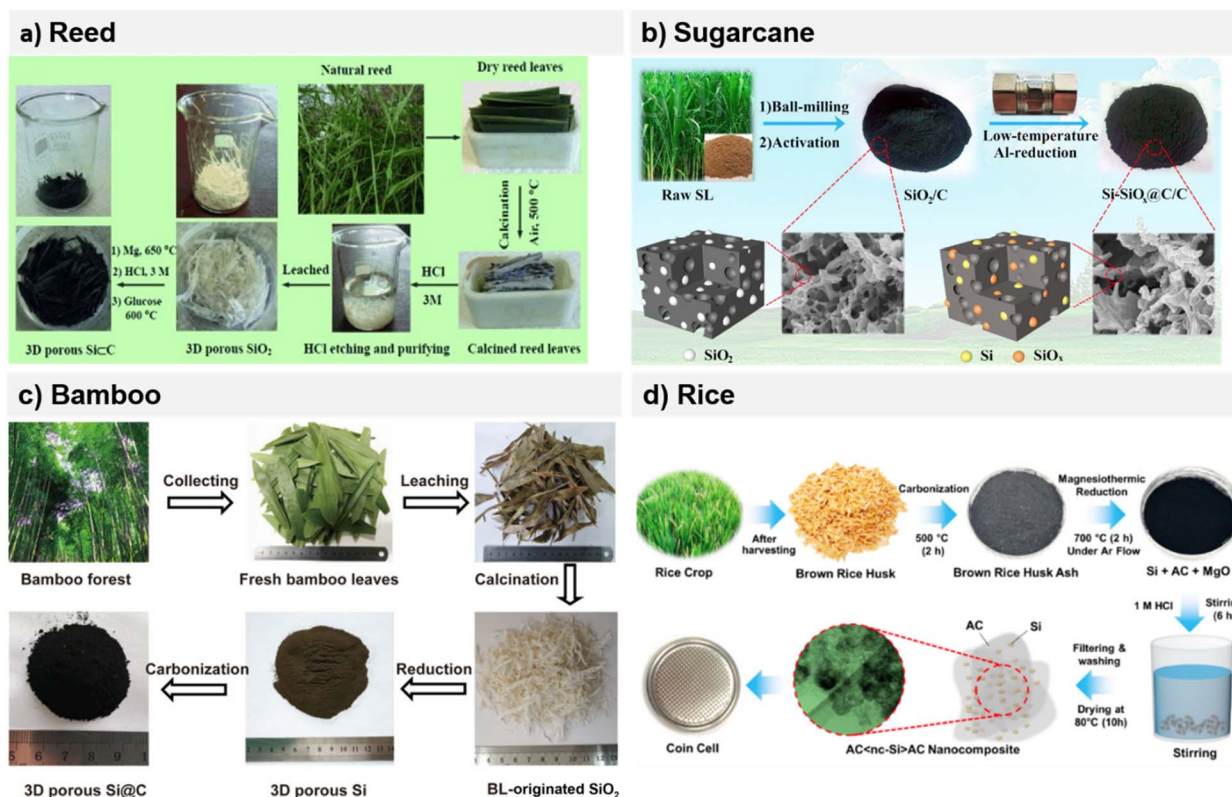 a) Reed
Natural reed
Dry reed leaves
Calcination
Air, 500 °C
HCl
3M
Leached
1) Mg, 650 °C
2) HCl, 3 M
3) Glucose
600 °C
3D porous Si⊂C
3D porous SiO₂
HCl etching and purifying
Calcined reed leaves
b) Sugarcane
1)Ball-milling
2)Activation
Low-temperature
Al-reduction
Raw SL
SiO₂/C
Si-SiOₓ@C/C
SiO₂
Si
SiOₓ
c) Bamboo
Collecting
Leaching
Bamboo forest
Fresh bamboo leaves
Calcination
Carbonization
Reduction
3D porous Si@C
3D porous Si
BL-originated SiO₂
d) Rice
After
harvesting
Carbonization
500 °C
(2 h)
Magnesiothermic
Reduction
700 °C (2 h)
Under Ar Flow
Rice Crop
Brown Rice Husk
Brown Rice Husk Ash
Si + AC + MgO
1 M HCl
Stirrin
(6 h
AC
Si
Filtering &
washing
Drying at
80°C (10h)
Coin Cell
AC<nc-Si>AC Nanocomposite
Stirring